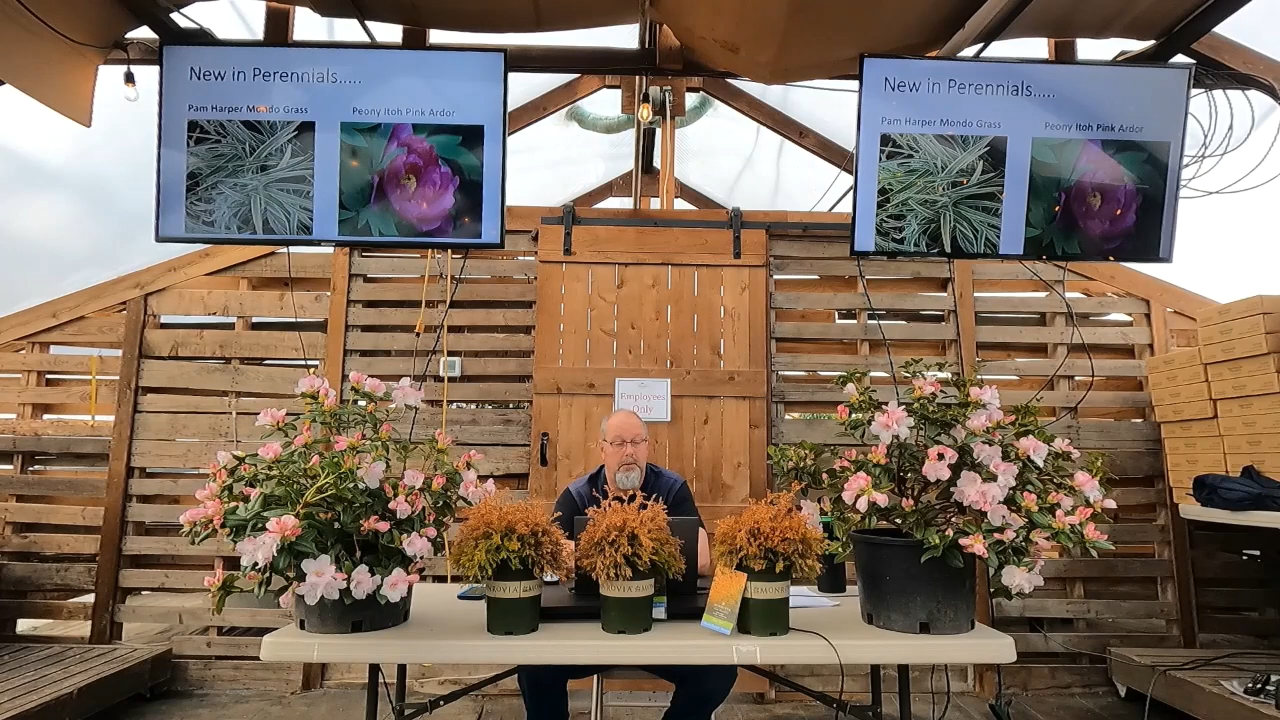 New in Perennials.....
Pam Harper Mondo Grass
Peony Itoh Pink Ardor
New in Perennials.....
Pam Harper Mondo Grass
Peony Itoh Pink Ardor
Employees
Only